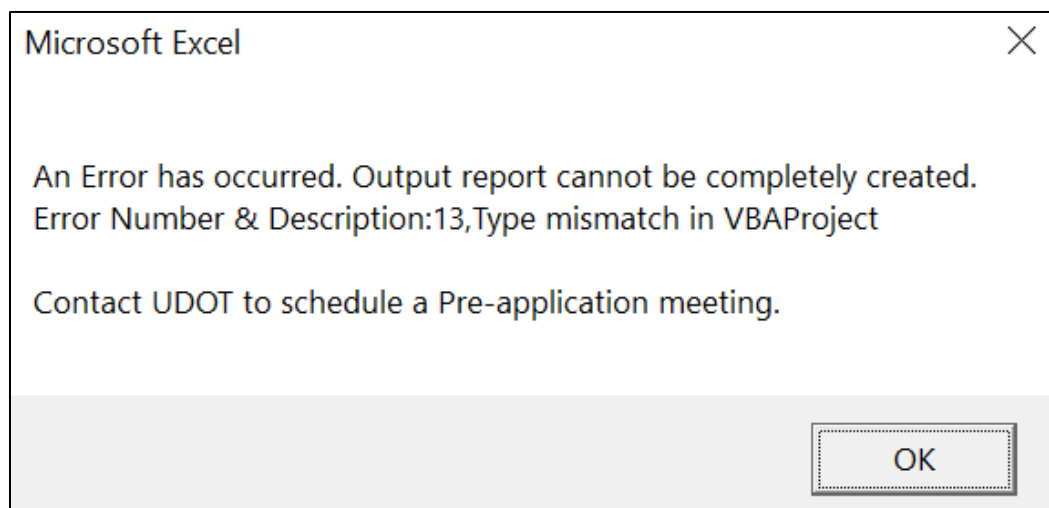 Microsoft Excel
An Error has occurred. Output report cannot be completely created.
Error Number & Description:13,Type mismatch in VBAProject
Contact UDOT to schedule a Pre-application meeting.
OK